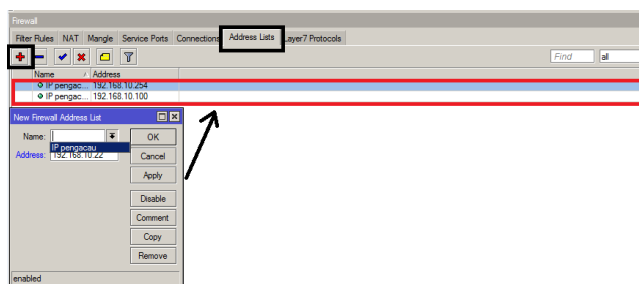 Firewall
Filter Rules NAT Mangle Service Ports Connections Address Lists Layer7 Protocols
Find all
Name Address
IP pengac... 192.168.10.254
IP pengac... 192.168.10.100
New Firewall Address List
Name: OK
IP pengacau
Address: 192.168.10.22 Cancel
Apply
Disable
Comment
Copy
Remove
enabled